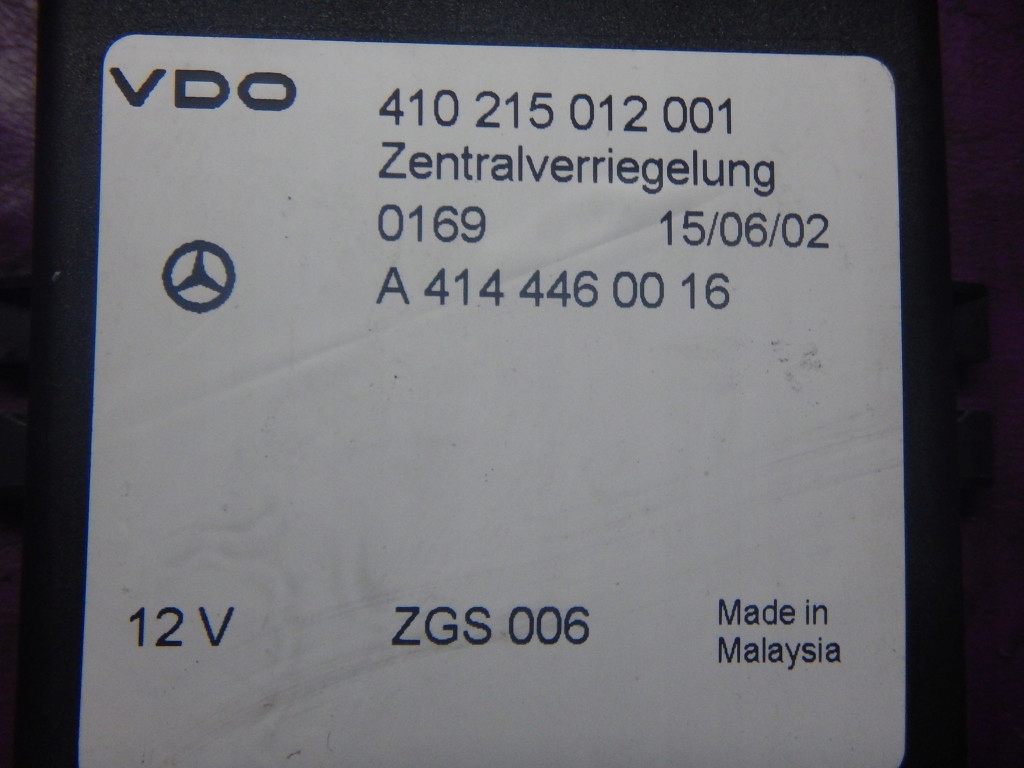 VDO
410 215 012 001
Zentralverriegelung
0169 15/06/02
A 414 446 00 16
12 V
ZGS 006
Made in
Malaysia